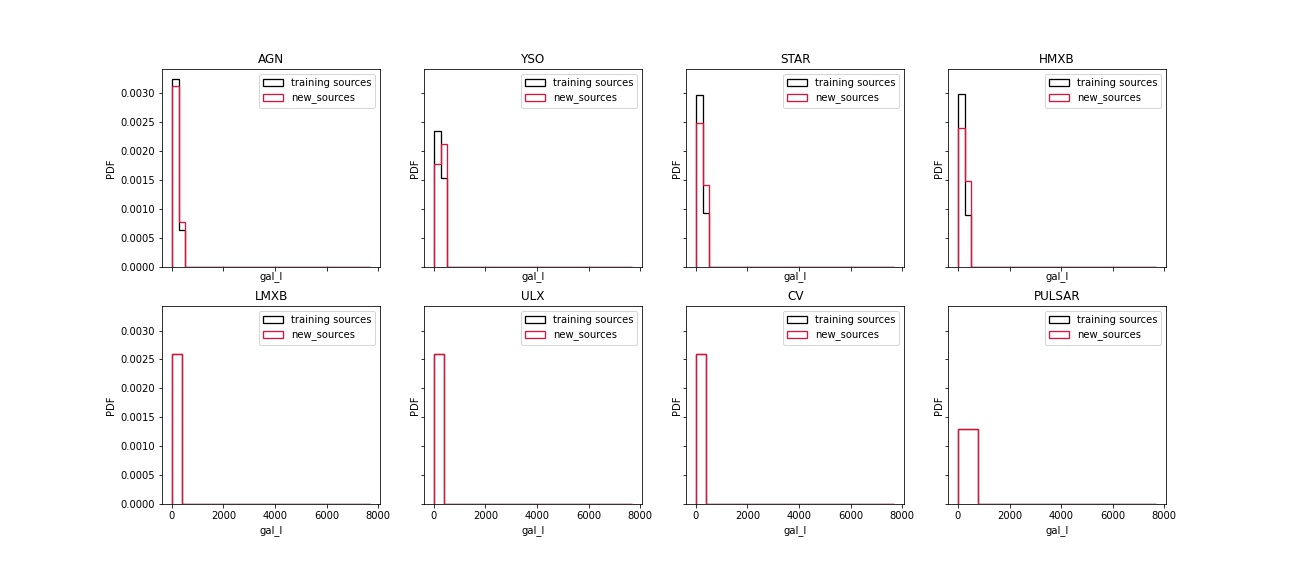 AGN
YSO
STAR
HMXB
training sources
new_sources
training sources
new_sources
training sources
new_sources
training sources
new_sources
0.0030
0.0025
0.0020
0.0015
0.0010
0.0005
0.0000
PDF
PDF
PDF
PDF
gal_l
gal_l
gal_l
gal_l
LMXB
ULX
CV
PULSAR
training sources
new_sources
training sources
new_sources
training sources
new_sources
training sources
new_sources
0.0030
0.0025
0.0020
0.0015
0.0010
0.0005
0.0000
PDF
PDF
PDF
PDF
0 2000 4000 6000 8000
0 2000 4000 6000 8000
0 2000 4000 6000 8000
0 2000 4000 6000 8000
gal_l
gal_l
gal_l
gal_l